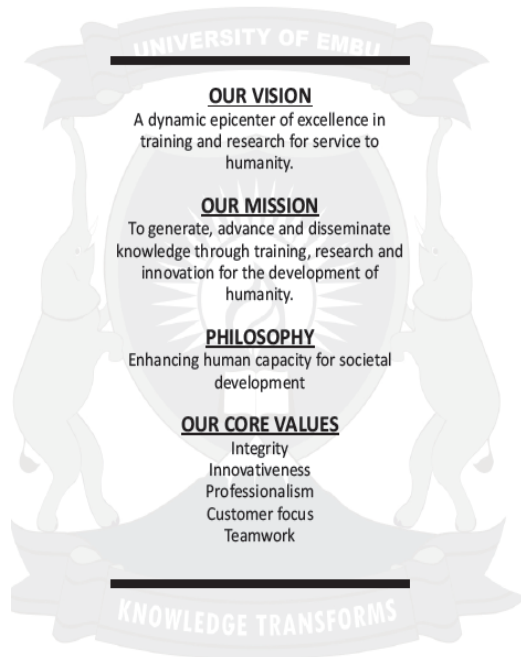 UNIVERSITY OF EMBU
OUR VISION
A dynamic epicenter of excellence in
training and research for service to
humanity.
OUR MISSION
To generate, advance and disseminate
knowledge through training, research and
innovation for the development of
humanity.
PHILOSOPHY
Enhancing human capacity for societal
development
OUR CORE VALUES
Integrity
Innovativeness
Professionalism
Customer focus
Teamwork
KNOWLEDGE TRANSFORMS